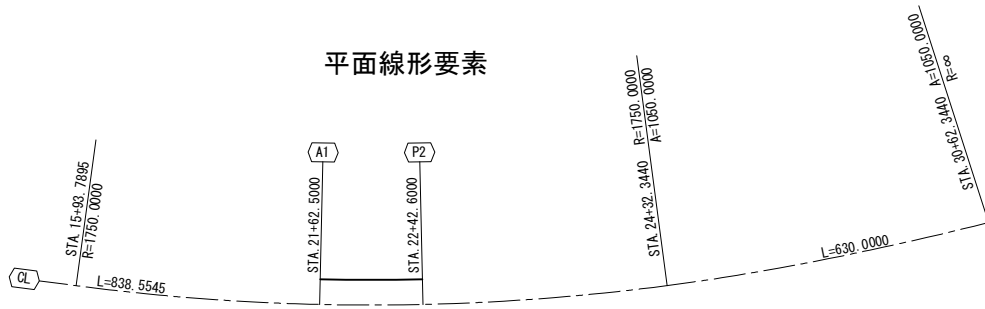 平面線形要素
STA. 15+93.7895
R=1750.0000
A1
STA. 21+62.5000
P2
STA. 22+42.6000
STA. 24+32.3440 R=1750.0000
A=1050.0000
STA. 30+62.3440 A=1050.0000
R=∞
CL
L=838.5545
L=630.0000